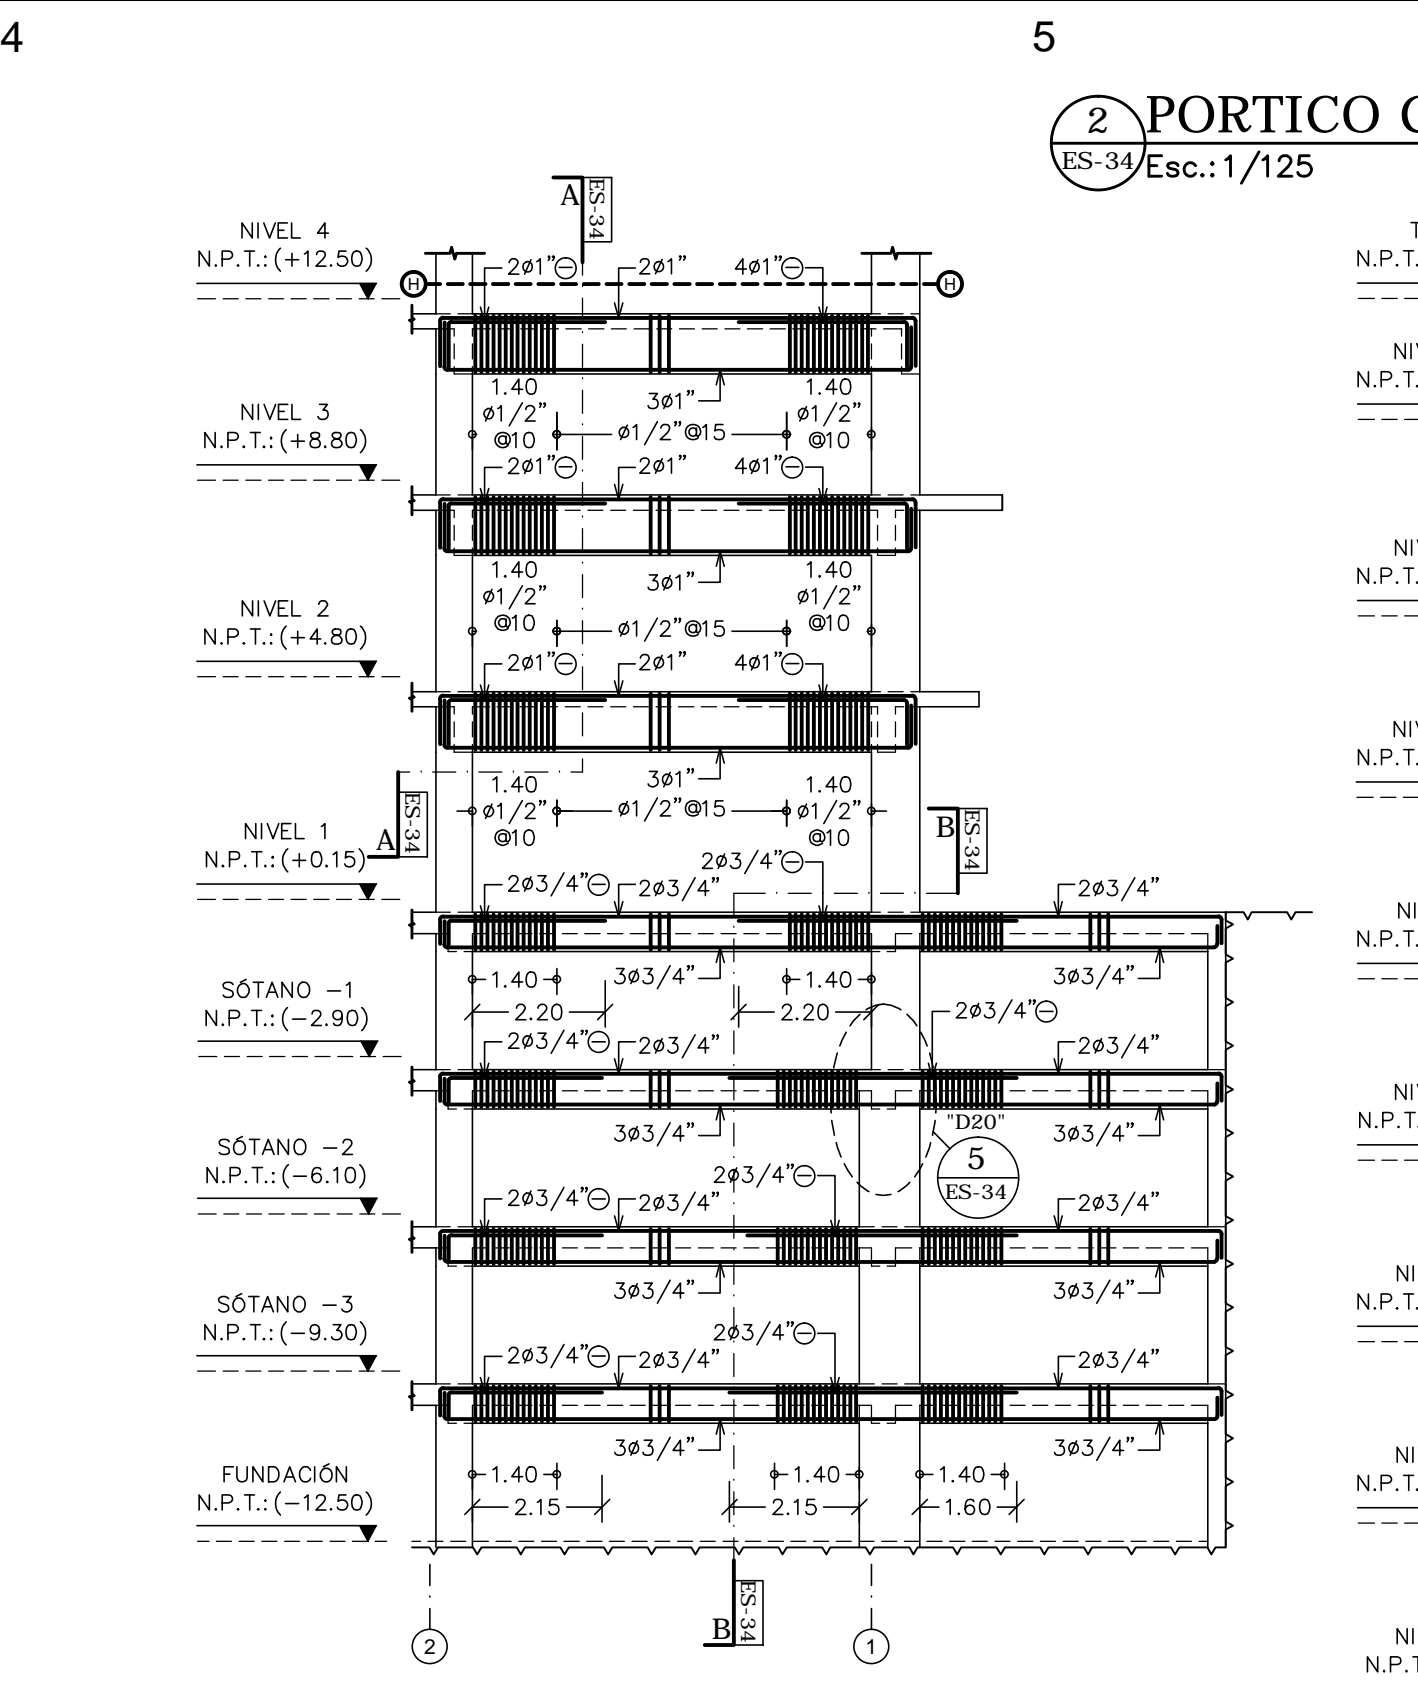 4
5
2
ES-34
PORTICO
Esc.: 1/125
A
ES-34
NIVEL 4
N.P.T.: (+12.50)
2ø1"⊖
2ø1"
4ø1"⊖
H
H
1.40
ø1/2"
@10
3ø1"
ø1/2"@15
1.40
ø1/2"
@10
NIVEL 3
N.P.T.: (+8.80)
2ø1"⊖
2ø1"
4ø1"⊖
1.40
ø1/2"
@10
3ø1"
ø1/2"@15
1.40
ø1/2"
@10
NIVEL 2
N.P.T.: (+4.80)
2ø1"⊖
2ø1"
4ø1"⊖
3ø1"
1.40
ø1/2"
@10
ø1/2"@15
1.40
ø1/2"
@10
A
ES-34
B
ES-34
NIVEL 1
N.P.T.: (+0.15)
2ø3/4"⊖
2ø3/4"
2ø3/4"⊖
2ø3/4"
1.40
3ø3/4"
1.40
3ø3/4"
2.20
2.20
SÓTANO −1
N.P.T.: (−2.90)
2ø3/4"⊖
2ø3/4"
2ø3/4"⊖
2ø3/4"
3ø3/4"
3ø3/4"
"D20"
5
ES-34
SÓTANO −2
N.P.T.: (−6.10)
2ø3/4"⊖
2ø3/4"
2ø3/4"⊖
2ø3/4"
3ø3/4"
3ø3/4"
SÓTANO −3
N.P.T.: (−9.30)
2ø3/4"⊖
2ø3/4"
2ø3/4"⊖
2ø3/4"
3ø3/4"
3ø3/4"
FUNDACIÓN
N.P.T.: (−12.50)
1.40
1.40
1.40
2.15
2.15
1.60
B
ES-34
2
1
N.P.T.
N.P.T.
N.P.T.
N.P.T.
N.P.T.
N.P.T.
N.P.T.
N.P.T.